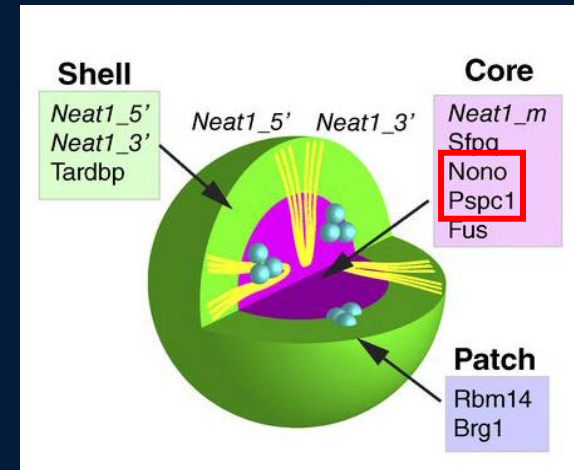 Shell
Neat1_5'
Neat1_3'
Tardbp
Neat1_5' Neat1_3'
Core
Neat1_m
Sfpq
Nono
Pspc1
Fus
Patch
Rbm14
Brg1